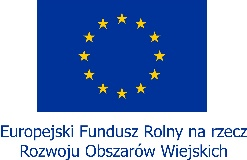 Europejski Fundusz Rolny na rzecz
Rozwoju Obszarów Wiejskich